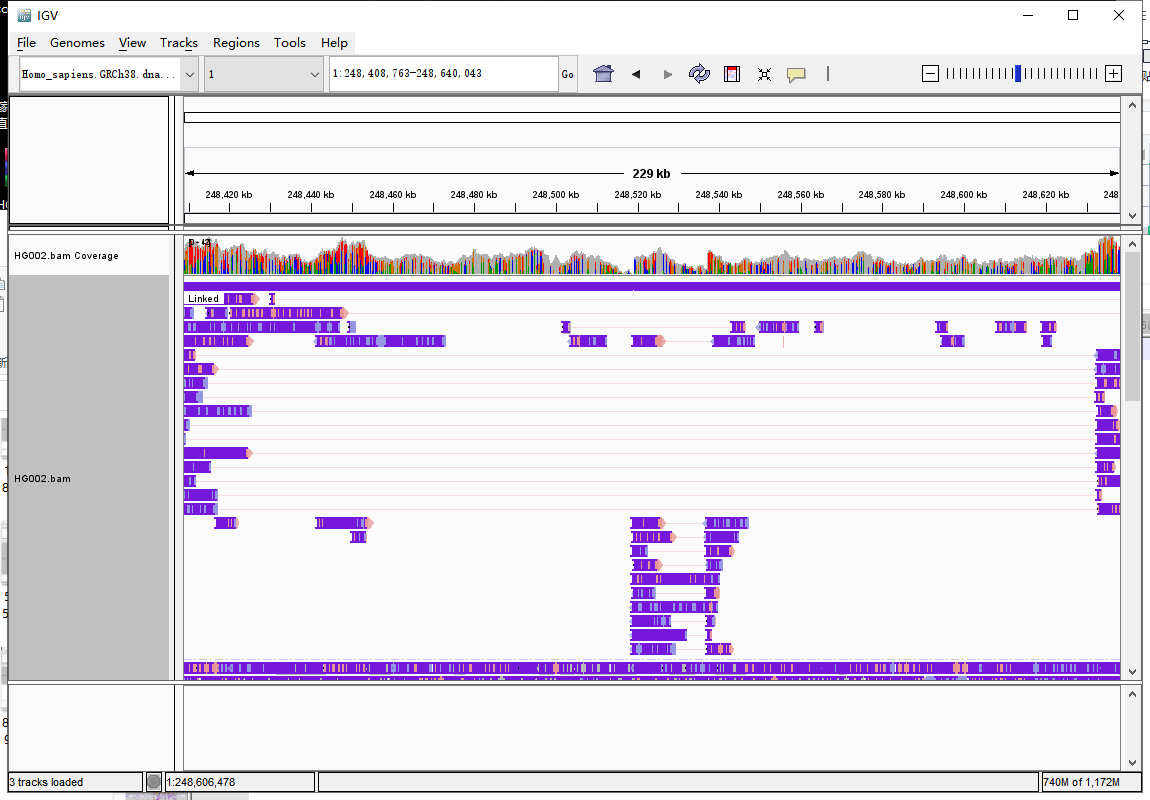 IGV
File Genomes View Tracks Regions Tools Help
Homo_sapiens.GRCh38.dna... 1 1:248,408,763-248,640,043 Go
229 kb
248,420 kb 248,440 kb 248,460 kb 248,480 kb 248,500 kb 248,520 kb 248,540 kb 248,560 kb 248,580 kb 248,600 kb 248,620 kb 248
HG002.bam Coverage
Linked
HG002.bam
3 tracks loaded 1:248,606,478 740M of 1,172M